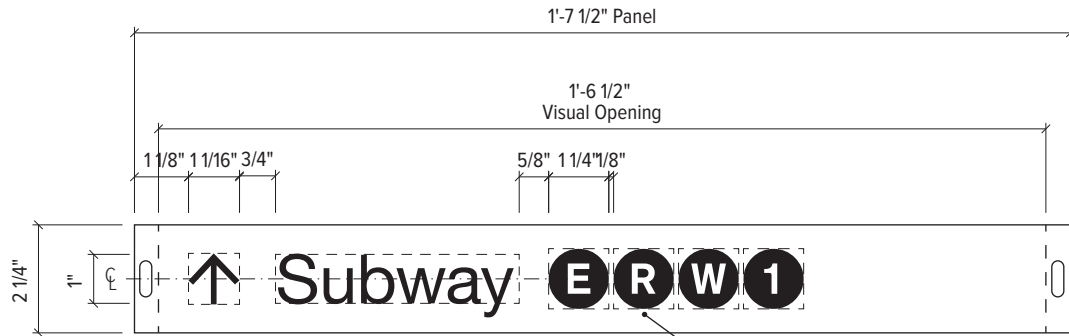 1'-7 1/2" Panel
1'-6 1/2"
Visual Opening
1 1/8" 1 1/16" 3/4" 5/8" 1 1/4" 1/8"
2 1/4"
1"
℄
↑ Subway E R W 1